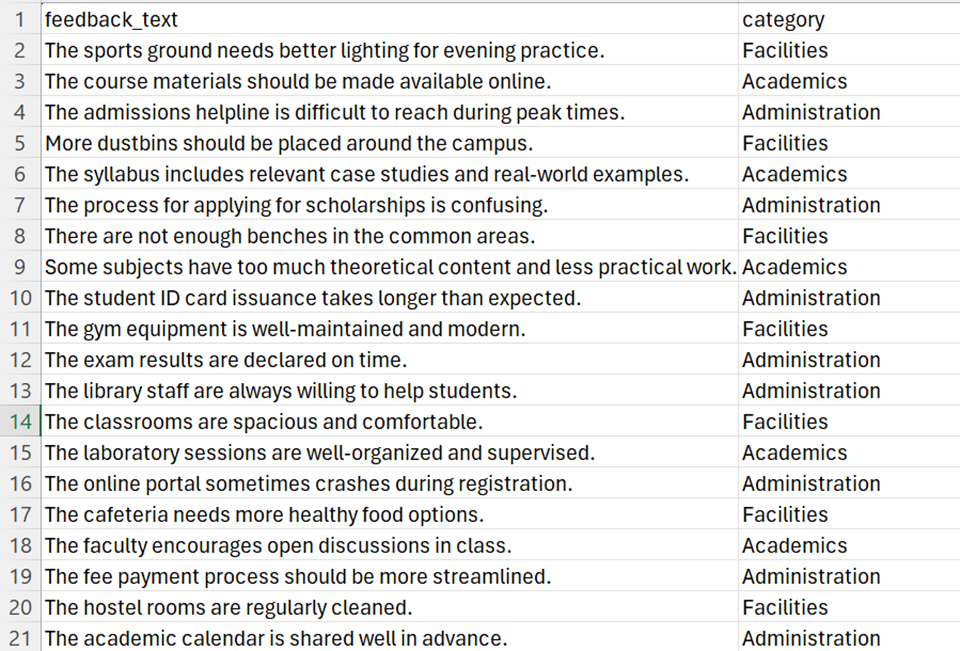 1 feedback_text category
2 The sports ground needs better lighting for evening practice. Facilities
3 The course materials should be made available online. Academics
4 The admissions helpline is difficult to reach during peak times. Administration
5 More dustbins should be placed around the campus. Facilities
6 The syllabus includes relevant case studies and real-world examples. Academics
7 The process for applying for scholarships is confusing. Administration
8 There are not enough benches in the common areas. Facilities
9 Some subjects have too much theoretical content and less practical work. Academics
10 The student ID card issuance takes longer than expected. Administration
11 The gym equipment is well-maintained and modern. Facilities
12 The exam results are declared on time. Administration
13 The library staff are always willing to help students. Administration
14 The classrooms are spacious and comfortable. Facilities
15 The laboratory sessions are well-organized and supervised. Academics
16 The online portal sometimes crashes during registration. Administration
17 The cafeteria needs more healthy food options. Facilities
18 The faculty encourages open discussions in class. Academics
19 The fee payment process should be more streamlined. Administration
20 The hostel rooms are regularly cleaned. Facilities
21 The academic calendar is shared well in advance. Administration